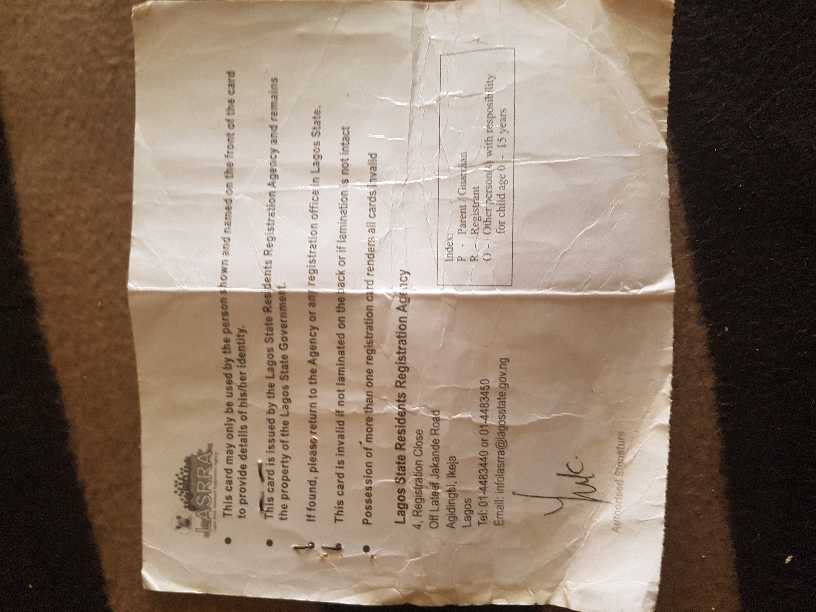 LASRRA
Lagos State Residents Registration Agency
• This card may only be used by the person shown and named on the front of the card
to provide details of his/her identity.
• This card is issued by the Lagos State Residents Registration Agency and remains
the property of the Lagos State Government.
If found, please return to the Agency or any registration office in Lagos State.
This card is invalid if not laminated on the back or if lamination is not intact
• Possession of more than one registration card renders all cards invalid
Lagos State Residents Registration Agency
4, Registration Close
Off Lateef Jakande Road
Agidingbi, Ikeja
Lagos
Tel: 01-4483440 or 01-4483450
Email: infolasrra@lagosstate.gov.ng
Index:
P - Parent / Guardian
R - Registrant
O - Other person(s) with resposibility
for child age 0 - 15 years
Authorised Signature